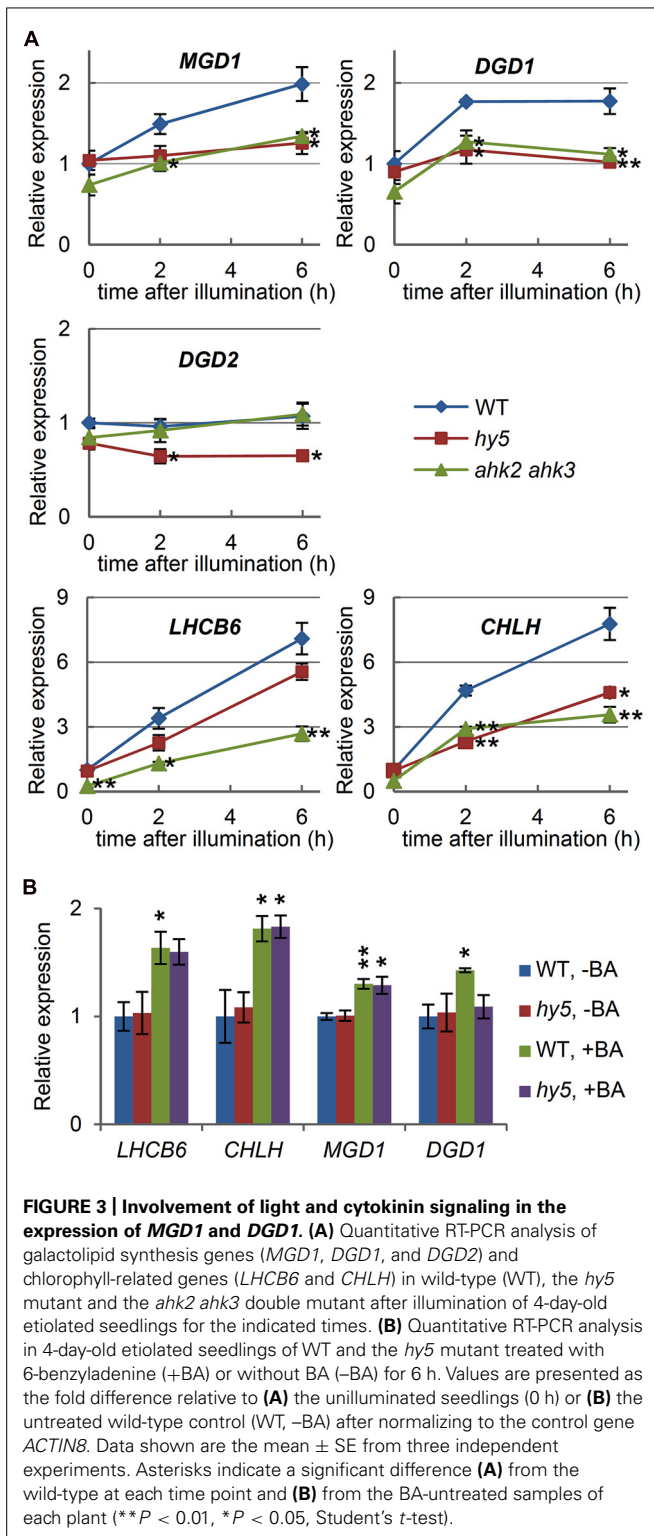 A
MGD1
Relative expression
2
1
0
0 2 4 6
time after illumination (h)
*
*
*
DGD1
Relative expression
2
1
0
0 2 4 6
time after illumination (h)
*
*
*
**
DGD2
Relative expression
2
1
0
0 2 4 6
time after illumination (h)
*
*
WT
hy5
ahk2 ahk3
LHCB6
Relative expression
9
6
3
0
0 2 4 6
time after illumination (h)
**
*
**
CHLH
Relative expression
9
6
3
0
0 2 4 6
time after illumination (h)
**
**
*
**
B
Relative expression
2
1
0
*
* *
** *
*
LHCB6 CHLH MGD1 DGD1
WT, -BA
hy5, -BA
WT, +BA
hy5, +BA
FIGURE 3 | Involvement of light and cytokinin signaling in the
expression of MGD1 and DGD1. (A) Quantitative RT-PCR analysis of
galactolipid synthesis genes (MGD1, DGD1, and DGD2) and
chlorophyll-related genes (LHCB6 and CHLH) in wild-type (WT), the hy5
mutant and the ahk2 ahk3 double mutant after illumination of 4-day-old
etiolated seedlings for the indicated times. (B) Quantitative RT-PCR analysis
in 4-day-old etiolated seedlings of WT and the hy5 mutant treated with
6-benzyladenine (+BA) or without BA (–BA) for 6 h. Values are presented as
the fold difference relative to (A) the unilluminated seedlings (0 h) or (B) the
untreated wild-type control (WT, –BA) after normalizing to the control gene
ACTIN8. Data shown are the mean ± SE from three independent
experiments. Asterisks indicate a significant difference (A) from the
wild-type at each time point and (B) from the BA-untreated samples of
each plant (**P < 0.01, *P < 0.05, Student's t-test).